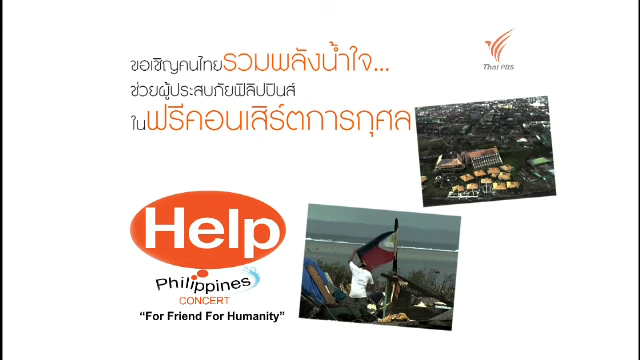 ขอเชิญคนไทยรวมพลังน้ำใจ...
Thai PBS
ช่วยผู้ประสบภัยฟิลิปปินส์
ในฟรีคอนเสิร์ตการกุศล
Help
Philippines
CONCERT
“For Friend For Humanity”